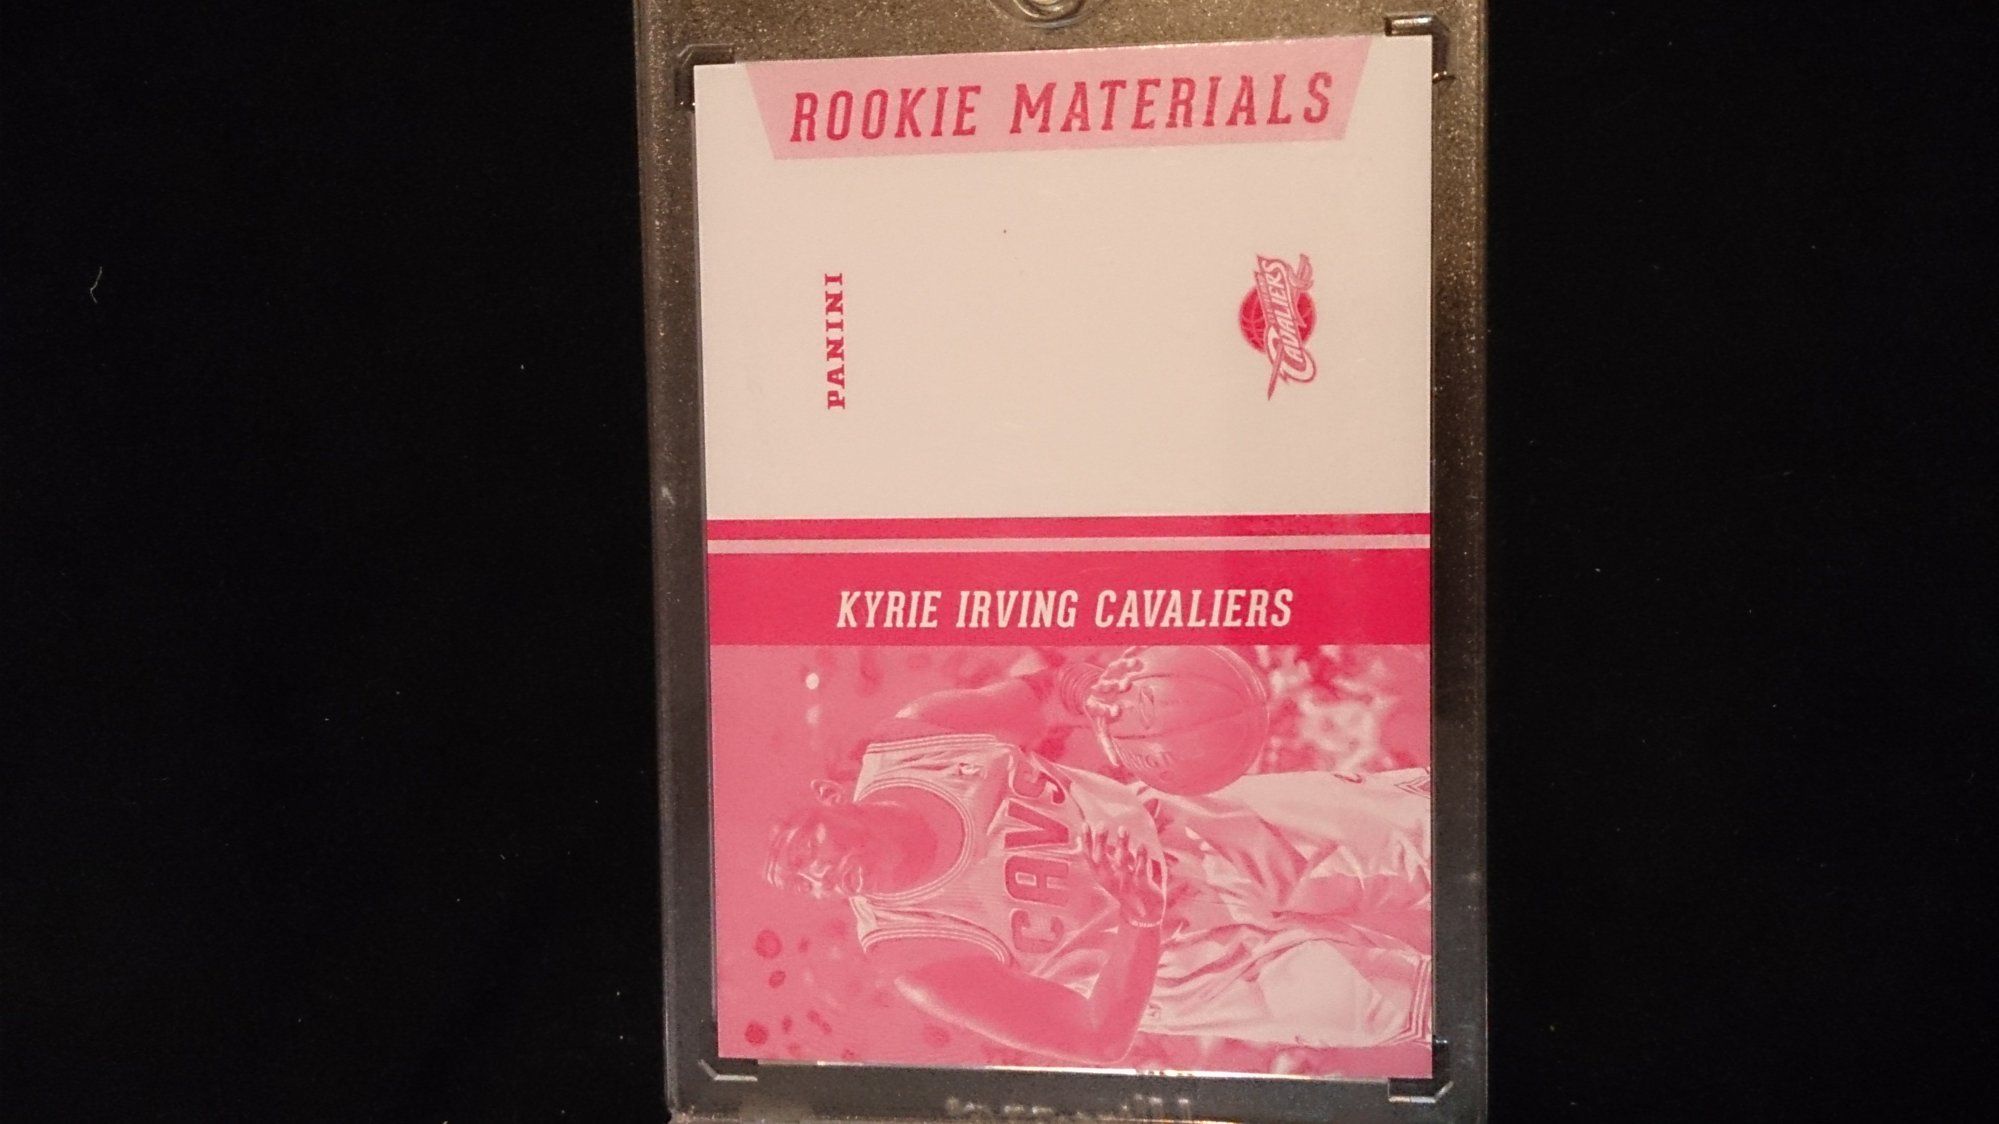 ROOKIE MATERIALS
PANINI
CAVALIERS
KYRIE IRVING CAVALIERS
CAVS